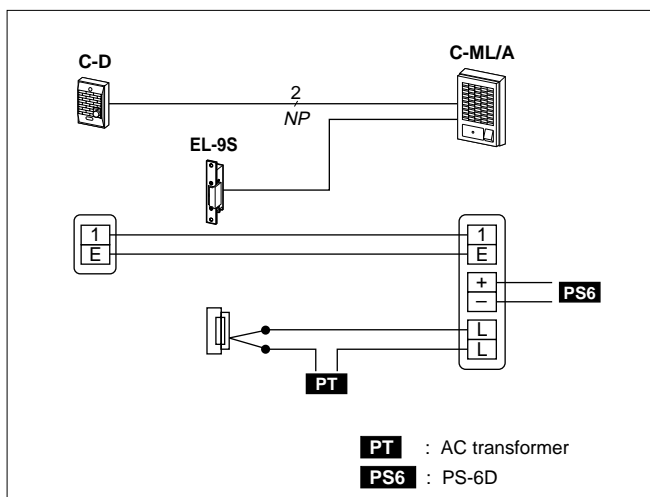 C-D
C-ML/A
2
NP
EL-9S
1
E
1
E
+
–
PS6
L
L
PT
PT : AC transformer
PS6 : PS-6D